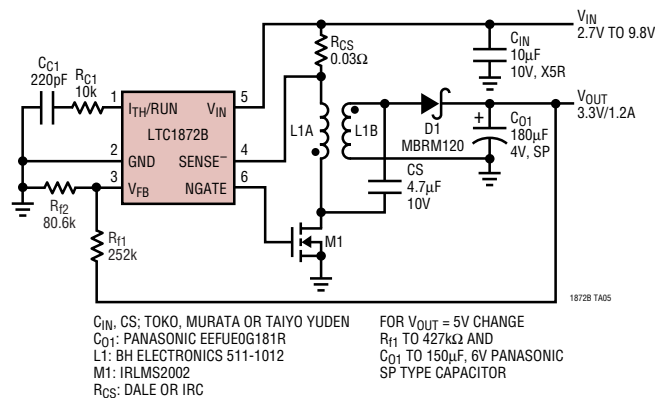 V_IN
2.7V TO 9.8V
R_CS
0.03Ω
C_IN
10µF
10V, X5R
C_C1
220pF
R_C1
10k
1
I_TH/RUN
V_IN
5
LTC1872B
2
GND
SENSE⁻
4
3
V_FB
NGATE
6
L1A
L1B
D1
MBRM120
V_OUT
3.3V/1.2A
+
C_O1
180µF
4V, SP
CS
4.7µF
10V
R_f2
80.6k
R_f1
252k
M1
1872B TA05
C_IN, CS; TOKO, MURATA OR TAIYO YUDEN
C_O1: PANASONIC EEFUE0G181R
L1: BH ELECTRONICS 511-1012
M1: IRLMS2002
R_CS: DALE OR IRC
FOR V_OUT = 5V CHANGE
R_f1 TO 427kΩ AND
C_O1 TO 150µF, 6V PANASONIC
SP TYPE CAPACITOR